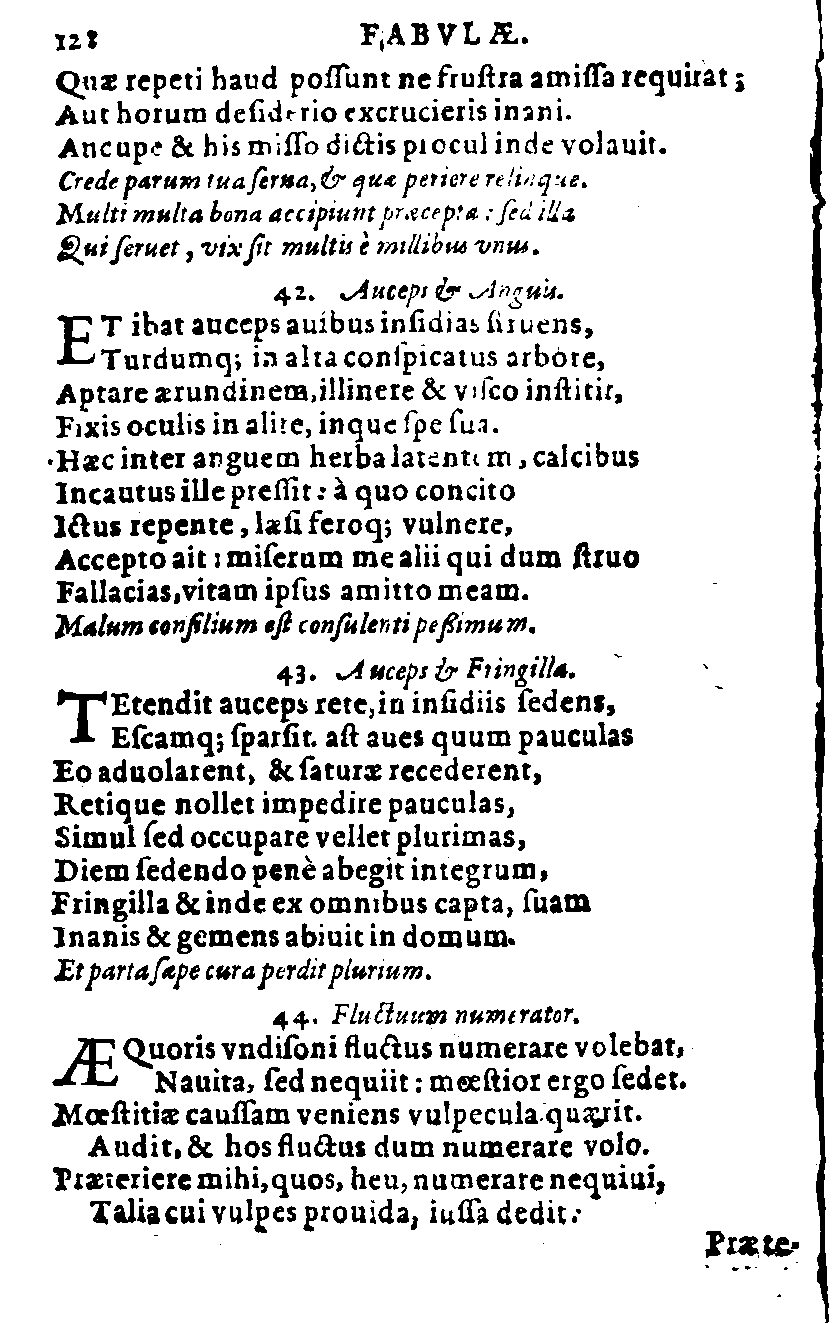 128 FABVLÆ.
Quæ repeti haud poſſunt ne fruſtra amiſſa requirat;
Aut horum deſiderio excrucieris inani.
Ancupe & his miſſo dictis procul inde volauit.
Crede parum tua ſerua, & quæ periere relinque.
Multi multa bona accipiunt præcepta : ſed illa
Qui ſeruet, vix ſit multis è millibus vnus.
42. Auceps & Anguis.
ET ibat auceps auibus inſidias ſtruens,
Turdumq; in alta conſpicatus arbore,
Aptare arundinem, illinere & viſco inſtitit,
Fixis oculis in alite, inque ſpe ſua.
Hæc inter anguem herba latentem, calcibus
Incautus ille preſſit: à quo concito
Ictus repente, læſi feroq; vulnere,
Accepto ait: miſerum me alii qui dum ſtruo
Fallacias, vitam ipſus amitto meam.
Malum conſilium eſt conſulenti peſſimum.
43. Auceps & Fringilla.
TEtendit auceps rete, in inſidiis ſedens,
Eſcamq; ſparſit. aſt aues quum pauculas
Eo aduolarent, & ſaturæ recederent,
Retique nollet impedire pauculas,
Simul ſed occupare vellet plurimas,
Diem ſedendo penè abegit integrum,
Fringilla & inde ex omnibus capta, ſuam
Inanis & gemens abiuit in domum.
Et parta ſæpe cura perdit plurium.
44. Fluctuum numerator.
ÆQuoris vndiſoni fluctus numerare volebat,
Nauita, ſed nequiit : mœſtior ergo ſedet.
Mœſtitiæ cauſſam veniens vulpecula quærit.
Audit, & hos fluctus dum numerare volo.
Præteriere mihi, quos, heu, numerare nequiui,
Talia cui vulpes prouida, iuſſa dedit:
Præte-